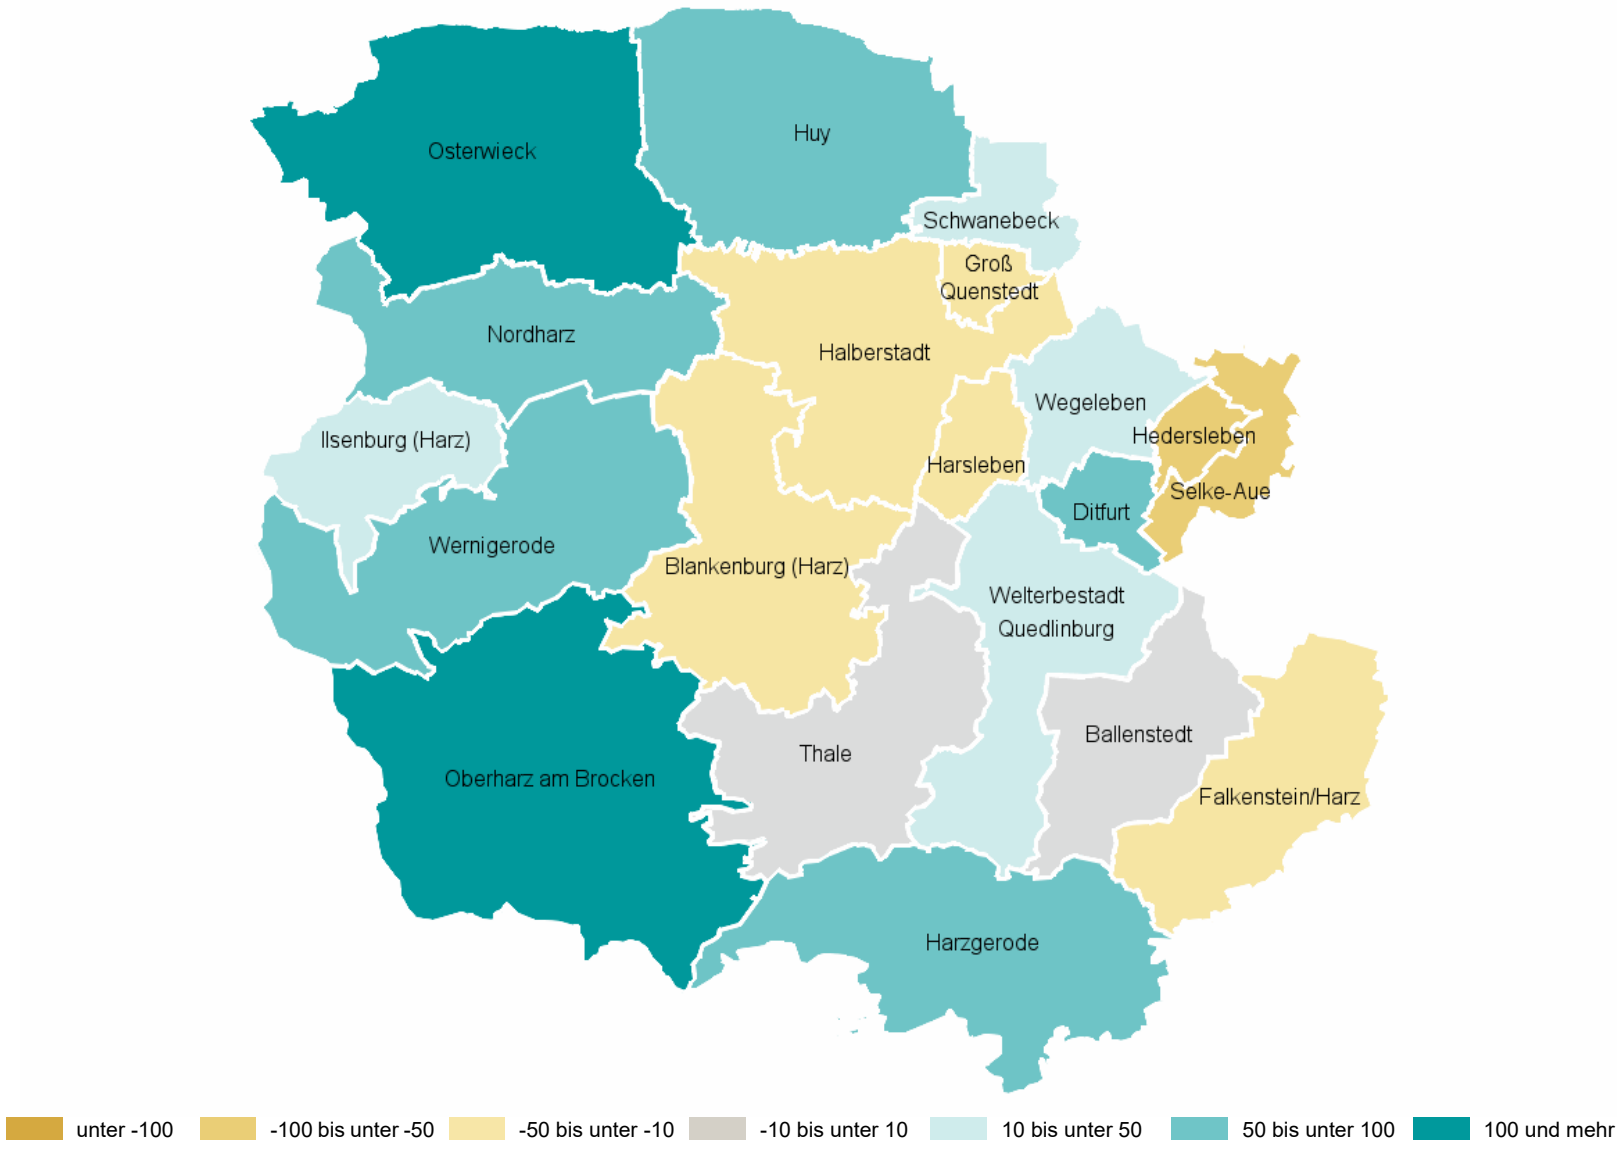 Huy
Osterwieck
Schwanebeck
Groß
Quenstedt
Nordharz
Halberstadt
Wegeleben
Hedersleben
Ilsenburg (Harz)
Harsleben
Selke-Aue
Ditfurt
Wernigerode
Blankenburg (Harz)
Welterbestadt
Quedlinburg
Ballenstedt
Thale
Oberharz am Brocken
Falkenstein/Harz
Harzgerode
unter -100 -100 bis unter -50 -50 bis unter -10 -10 bis unter 10 10 bis unter 50 50 bis unter 100 100 und mehr